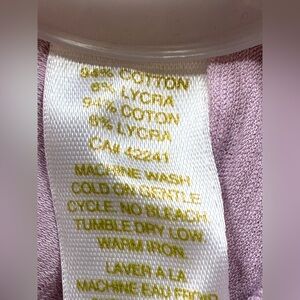 94% COTTON
6% LYCRA
94% COTON
6% LYCRA
CA# 42241
MACHINE WASH
COLD ON GENTLE
CYCLE. NO BLEACH
TUMBLE DRY LOW.
WARM IRON.
LAVER A LA
MACHINE EAU FROID